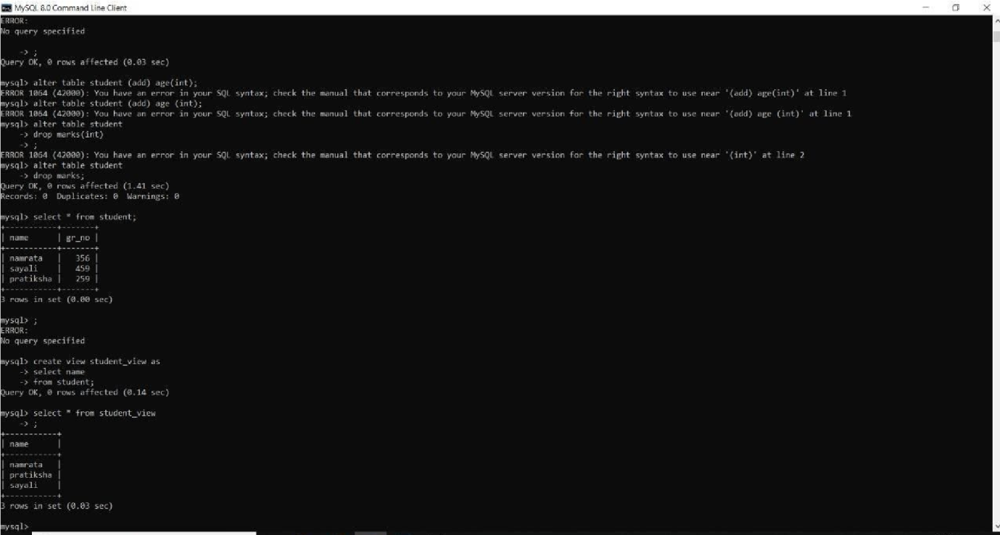 MySQL 8.0 Command Line Client
ERROR:
No query specified
-> ;
Query OK, 0 rows affected (0.03 sec)
mysql> alter table student (add) age(int);
ERROR 1064 (42000): You have an error in your SQL syntax; check the manual that corresponds to your MySQL server version for the right syntax to use near '(add) age(int)' at line 1
mysql> alter table student (add) age (int);
ERROR 1064 (42000): You have an error in your SQL syntax; check the manual that corresponds to your MySQL server version for the right syntax to use near '(add) age (int)' at line 1
mysql> alter table student
-> drop marks(int)
-> ;
ERROR 1064 (42000): You have an error in your SQL syntax; check the manual that corresponds to your MySQL server version for the right syntax to use near '(int)' at line 2
mysql> alter table student
-> drop marks;
Query OK, 0 rows affected (1.41 sec)
Records: 0  Duplicates: 0  Warnings: 0
mysql> select * from student;
+-----------+-------+
| name      | gr_no |
+-----------+-------+
| namrata   |   356 |
| sayali    |   459 |
| pratiksha |   259 |
+-----------+-------+
3 rows in set (0.00 sec)
mysql> ;
ERROR:
No query specified
mysql> create view student_view as
-> select name
-> from student;
Query OK, 0 rows affected (0.14 sec)
mysql> select * from student_view
-> ;
+-----------+
| name      |
+-----------+
| namrata   |
| pratiksha |
| sayali    |
+-----------+
3 rows in set (0.03 sec)
mysql>